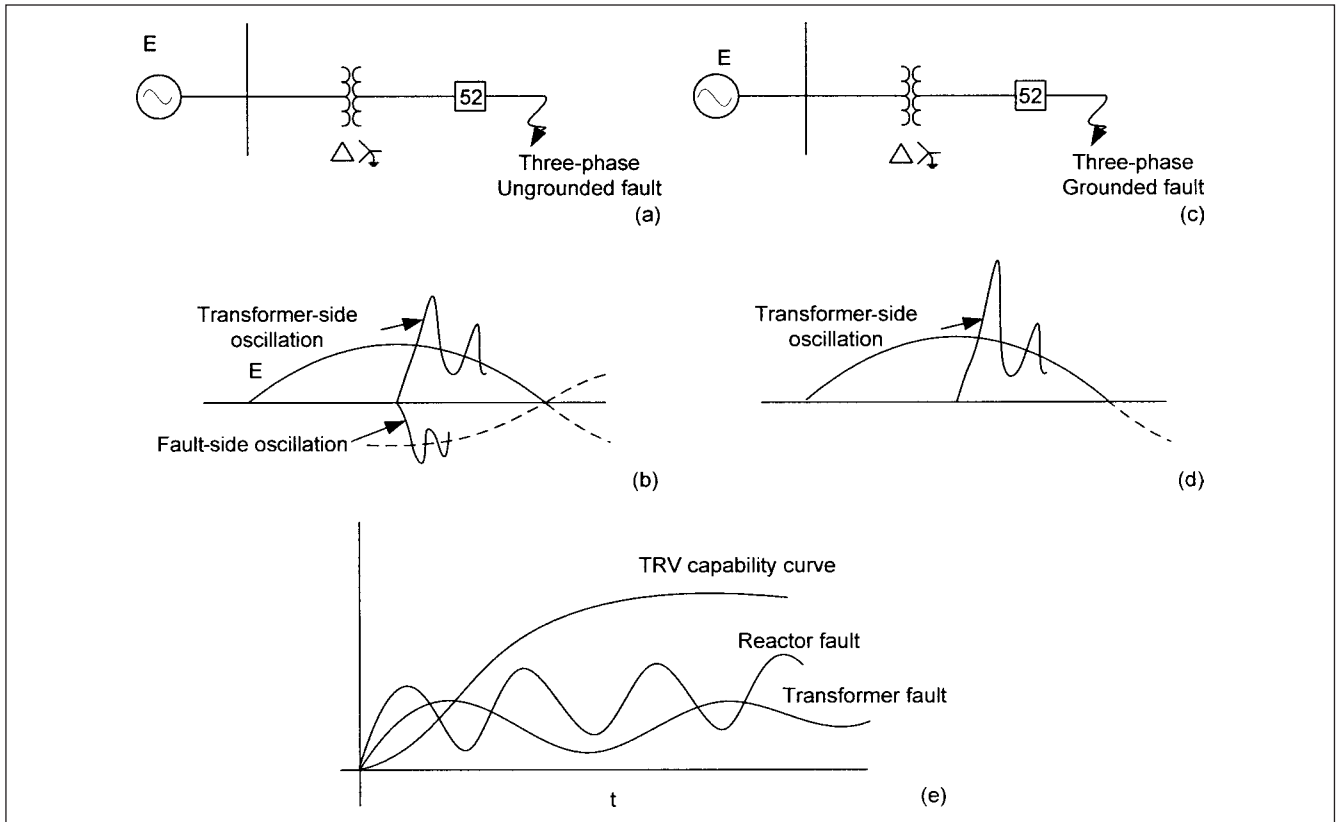 E
52
Three-phase
Ungrounded fault
(a)
E
52
Three-phase
Grounded fault
(c)
Transformer-side
oscillation
E
Fault-side oscillation
(b)
Transformer-side
oscillation
(d)
TRV capability curve
Reactor fault
Transformer fault
t
(e)